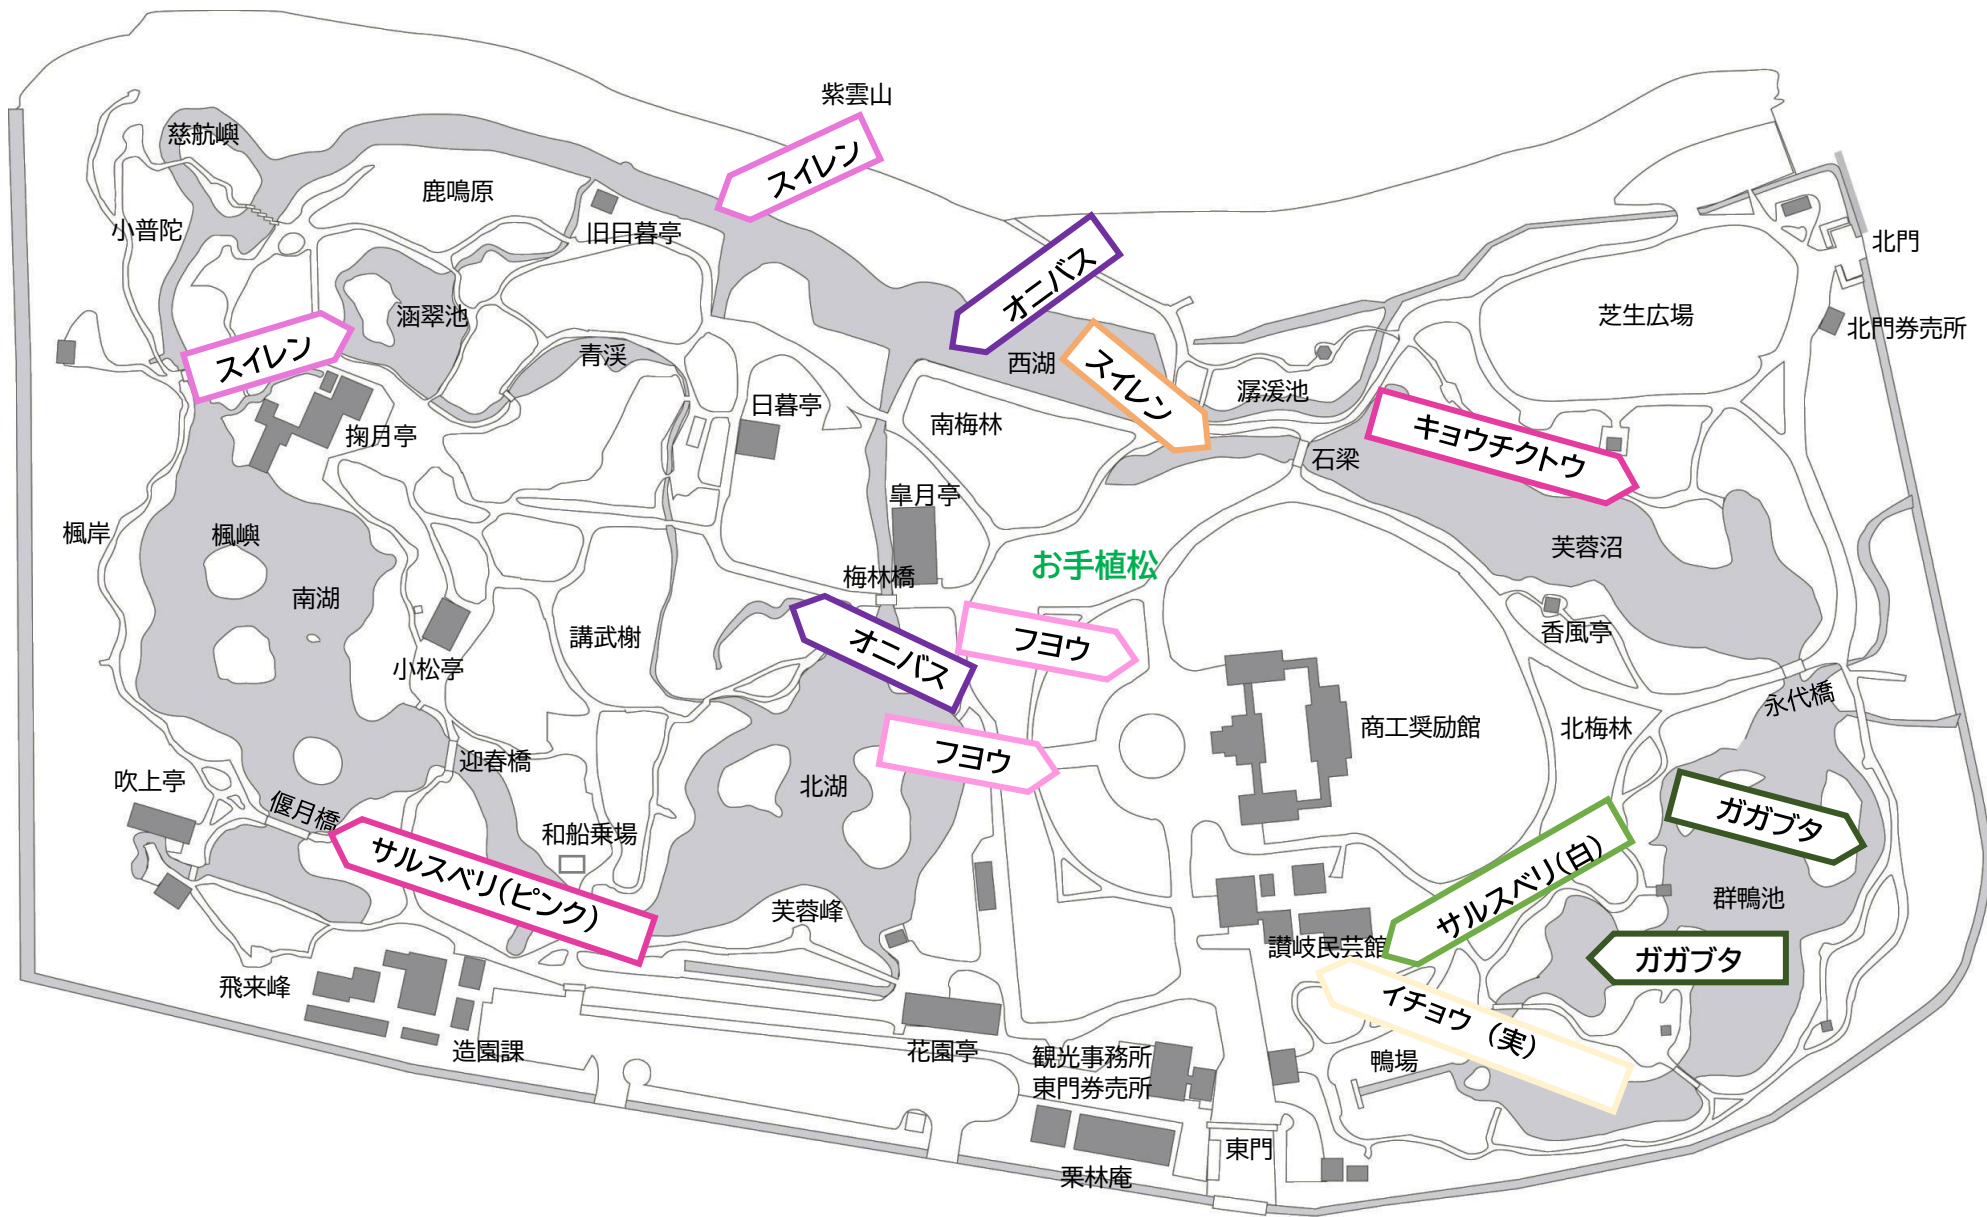 紫雲山
慈航嶼
スイレン
鹿鳴原
小普陀
旧日暮亭
オニバス
北門
涵翠池
芝生広場
北門券売所
スイレン
青渓
西湖
スイレン
潺湲池
日暮亭
南梅林
キョウチクトウ
掬月亭
石梁
皐月亭
楓岸
楓嶼
芙蓉沼
お手植松
梅林橋
南湖
講武榭
オニバス
フヨウ
香風亭
小松亭
永代橋
商工奨励館
北梅林
迎春橋
フヨウ
吹上亭
北湖
偃月橋
ガガブタ
和船乗場
サルスベリ(ピンク)
サルスベリ(白)
群鴨池
芙蓉峰
讃岐民芸館
ガガブタ
飛来峰
イチョウ (実)
造園課
花園亭
観光事務所
東門券売所
鴨場
東門
栗林庵